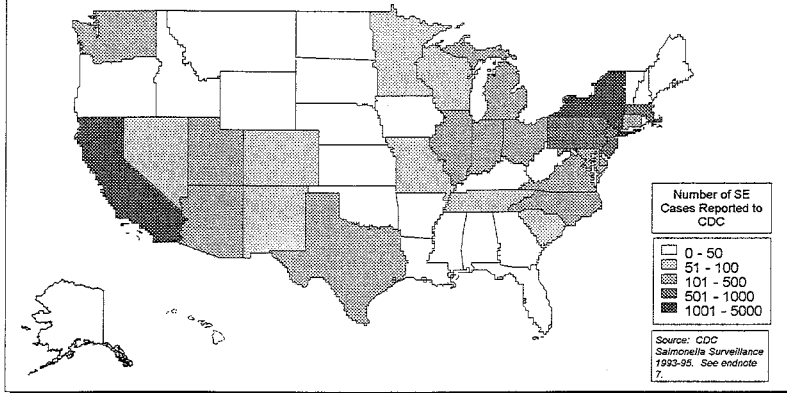 Number of SE
Cases Reported to
CDC
0 - 50
51 - 100
101 - 500
501 - 1000
1001 - 5000
Source: CDC
Salmonella Surveillance
1993-95. See endnote
7.